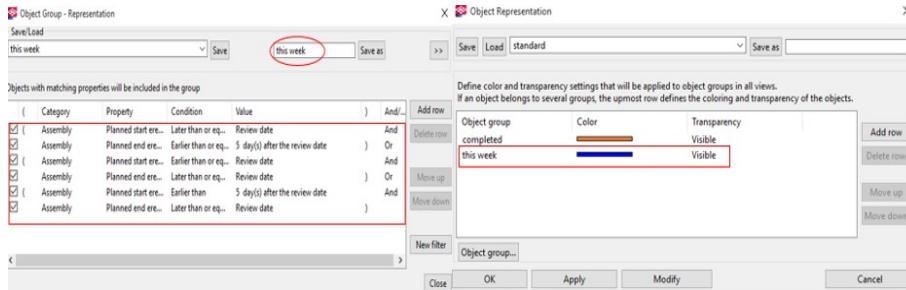 Object Group - Representation
Save/Load
this week
Save
this week
Save as
>>
Objects with matching properties will be included in the group
( Category Property Condition Value ) And/...
( Assembly Planned start ere... Later than or eq... Review date And
Assembly Planned end ere... Earlier than or eq... 5 day(s) after the review date ) Or
( Assembly Planned start ere... Earlier than or eq... Review date And
Assembly Planned end ere... Later than or eq... Review date ) Or
( Assembly Planned start ere... Earlier than 5 day(s) after the review date And
Assembly Planned end ere... Later than or eq... Review date )
Add row
Delete row
Move up
Move down
New filter
Close
Object Representation
Save
Load
standard
Save as
Define color and transparency settings that will be applied to object groups in all views.
If an object belongs to several groups, the upmost row defines the coloring and transparency of the objects.
Object group Color Transparency
completed Visible
this week Visible
Add row
Delete row
Move up
Move down
Object group...
OK
Apply
Modify
Cancel